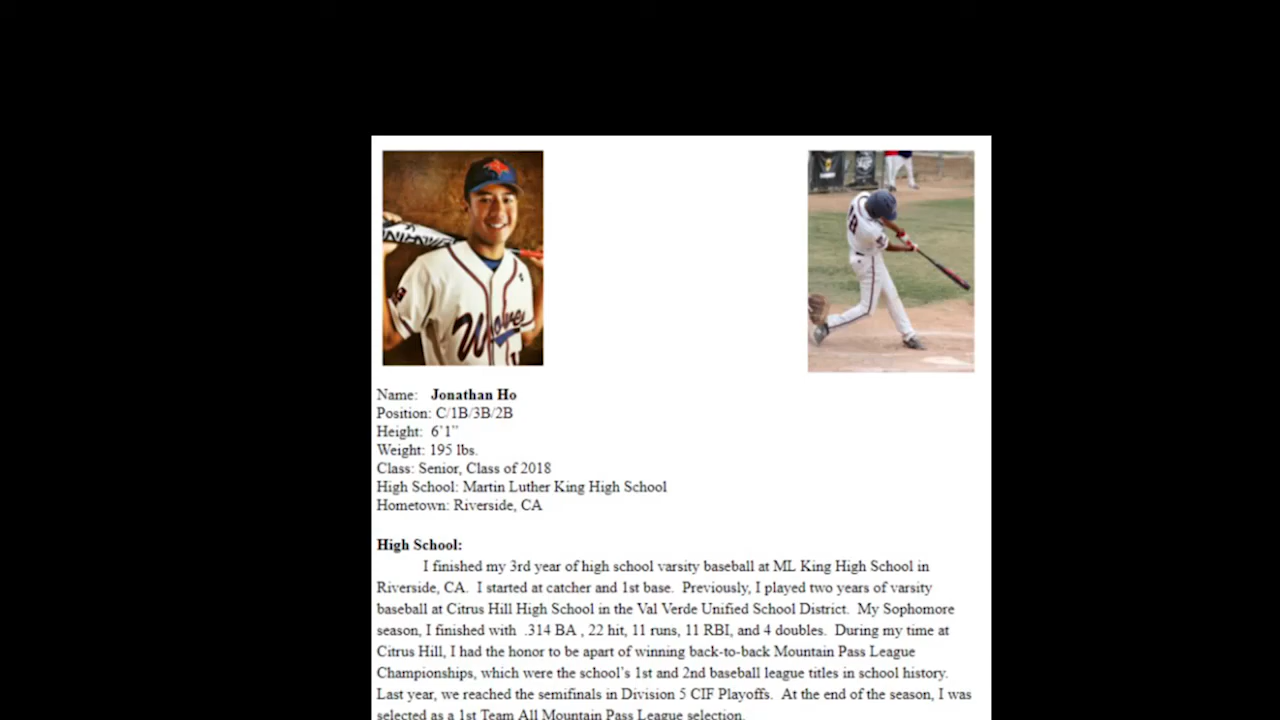 Wolves
Name: Jonathan Ho
Position: C/1B/3B/2B
Height: 6'1"
Weight: 195 lbs.
Class: Senior, Class of 2018
High School: Martin Luther King High School
Hometown: Riverside, CA
High School:
I finished my 3rd year of high school varsity baseball at ML King High School in
Riverside, CA. I started at catcher and 1st base. Previously, I played two years of varsity
baseball at Citrus Hill High School in the Val Verde Unified School District. My Sophomore
season, I finished with .314 BA , 22 hit, 11 runs, 11 RBI, and 4 doubles. During my time at
Citrus Hill, I had the honor to be apart of winning back-to-back Mountain Pass League
Championships, which were the school's 1st and 2nd baseball league titles in school history.
Last year, we reached the semifinals in Division 5 CIF Playoffs. At the end of the season, I was
selected as a 1st Team All Mountain Pass League selection.